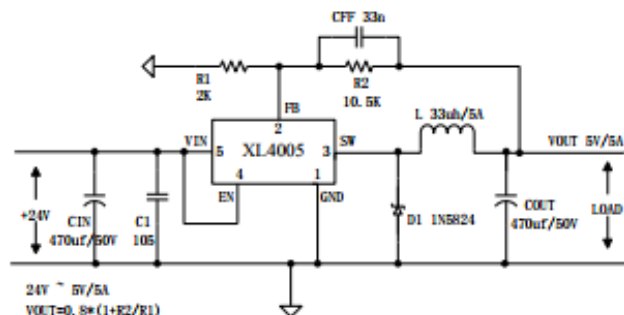 CFF 33n
R1
2K
R2
10.5K
FB
2
L 33uh/5A
VIN
5
XL4005
3
SW
VOUT 5V/5A
4
1
EN
GND
+24V
CIN
470uf/50V
C1
105
D1 1N5824
COUT
470uf/50V
LOAD
24V ~ 5V/5A
VOUT=0.8*(1+R2/R1)